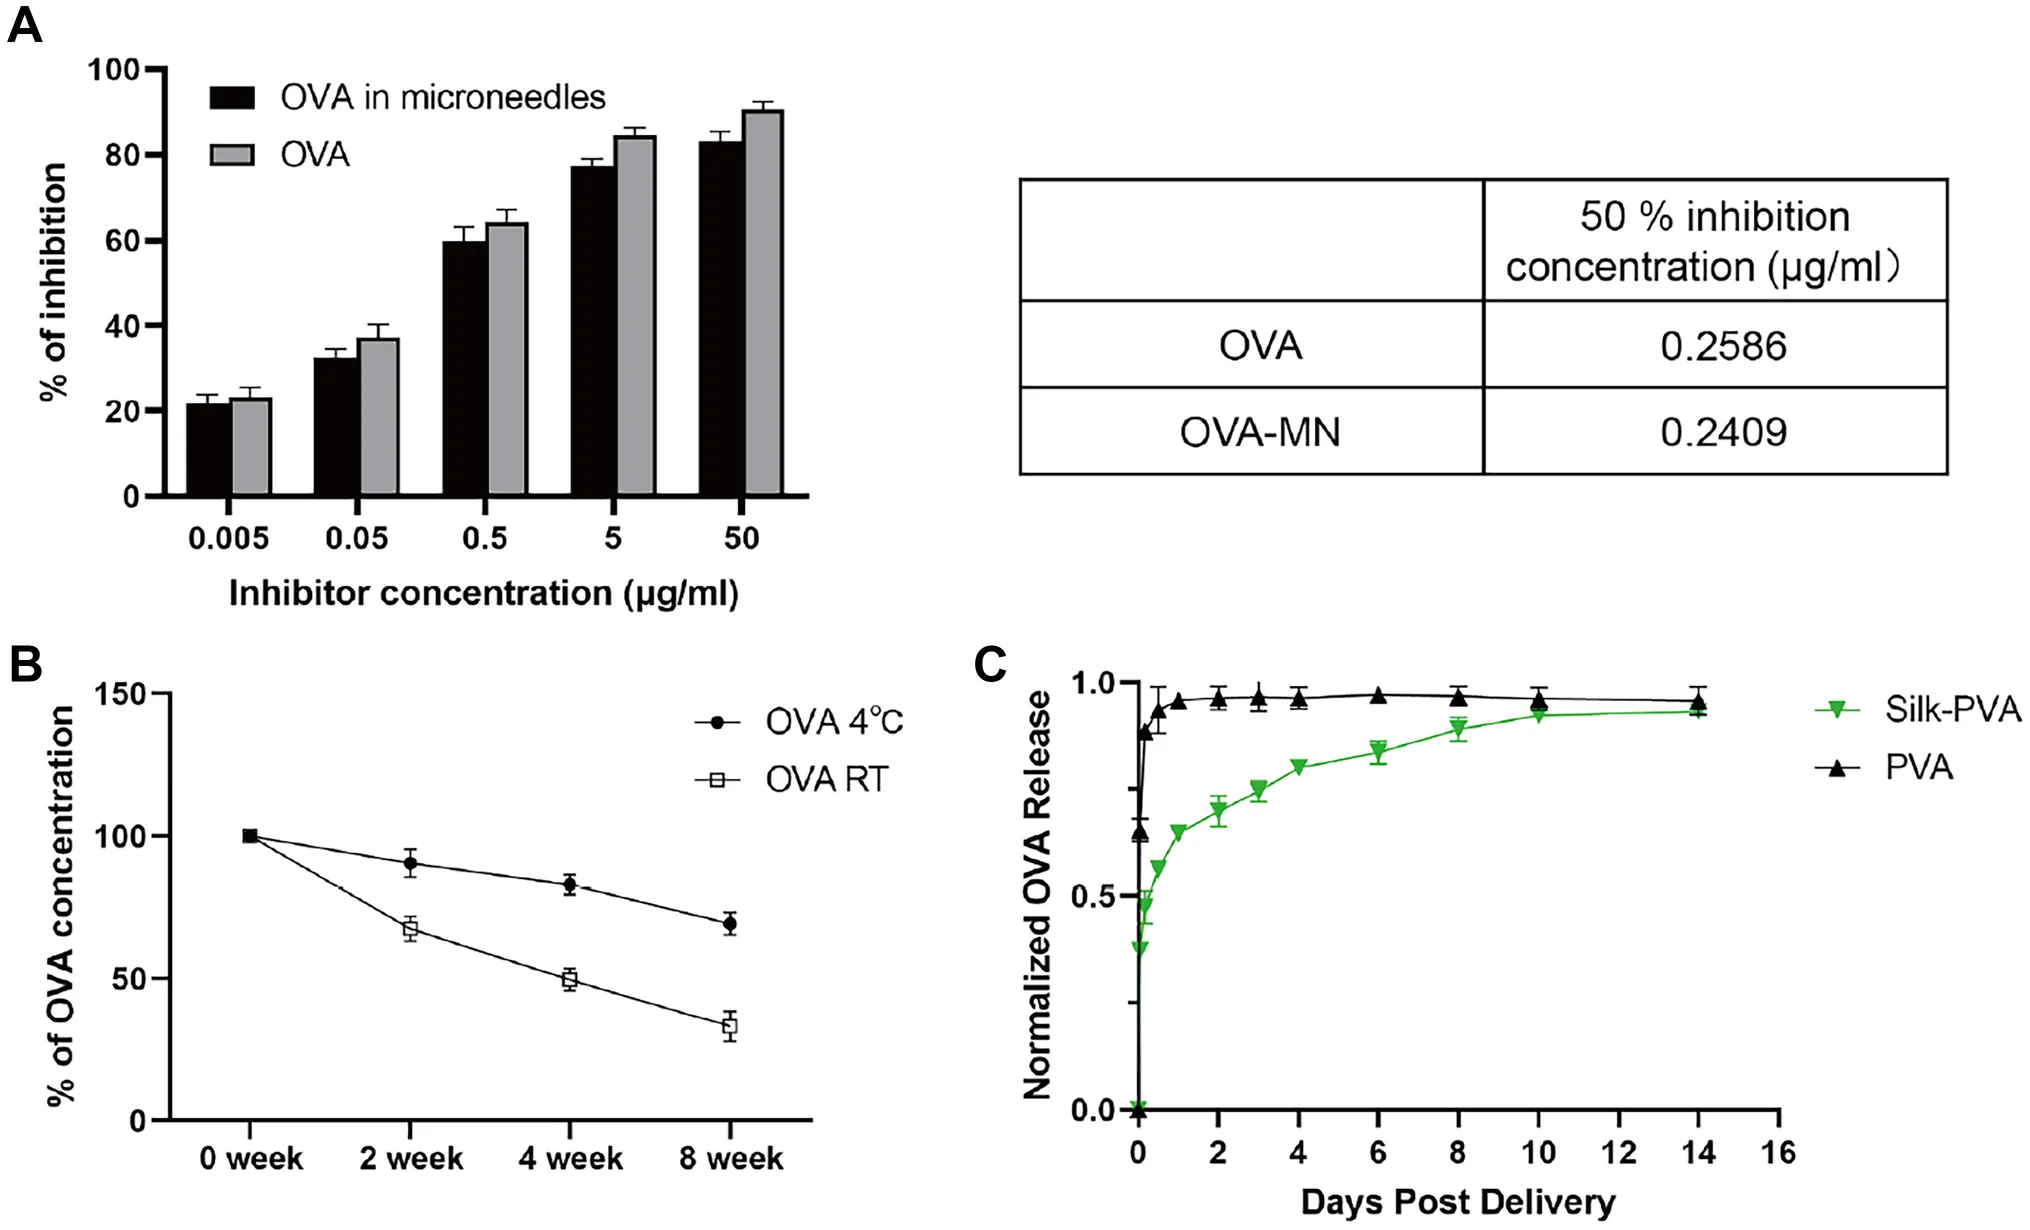 A
100
80
60
40
20
0
% of inhibition
OVA in microneedles
OVA
0.005 0.05 0.5 5 50
Inhibitor concentration (μg/ml)
50 % inhibition
concentration (μg/ml）
OVA 0.2586
OVA-MN 0.2409
B
150
100
50
0
% of OVA concentration
OVA 4°C
OVA RT
0 week 2 week 4 week 8 week
C
1.0
0.5
0.0
Normalized OVA Release
Silk-PVA
PVA
0 2 4 6 8 10 12 14 16
Days Post Delivery